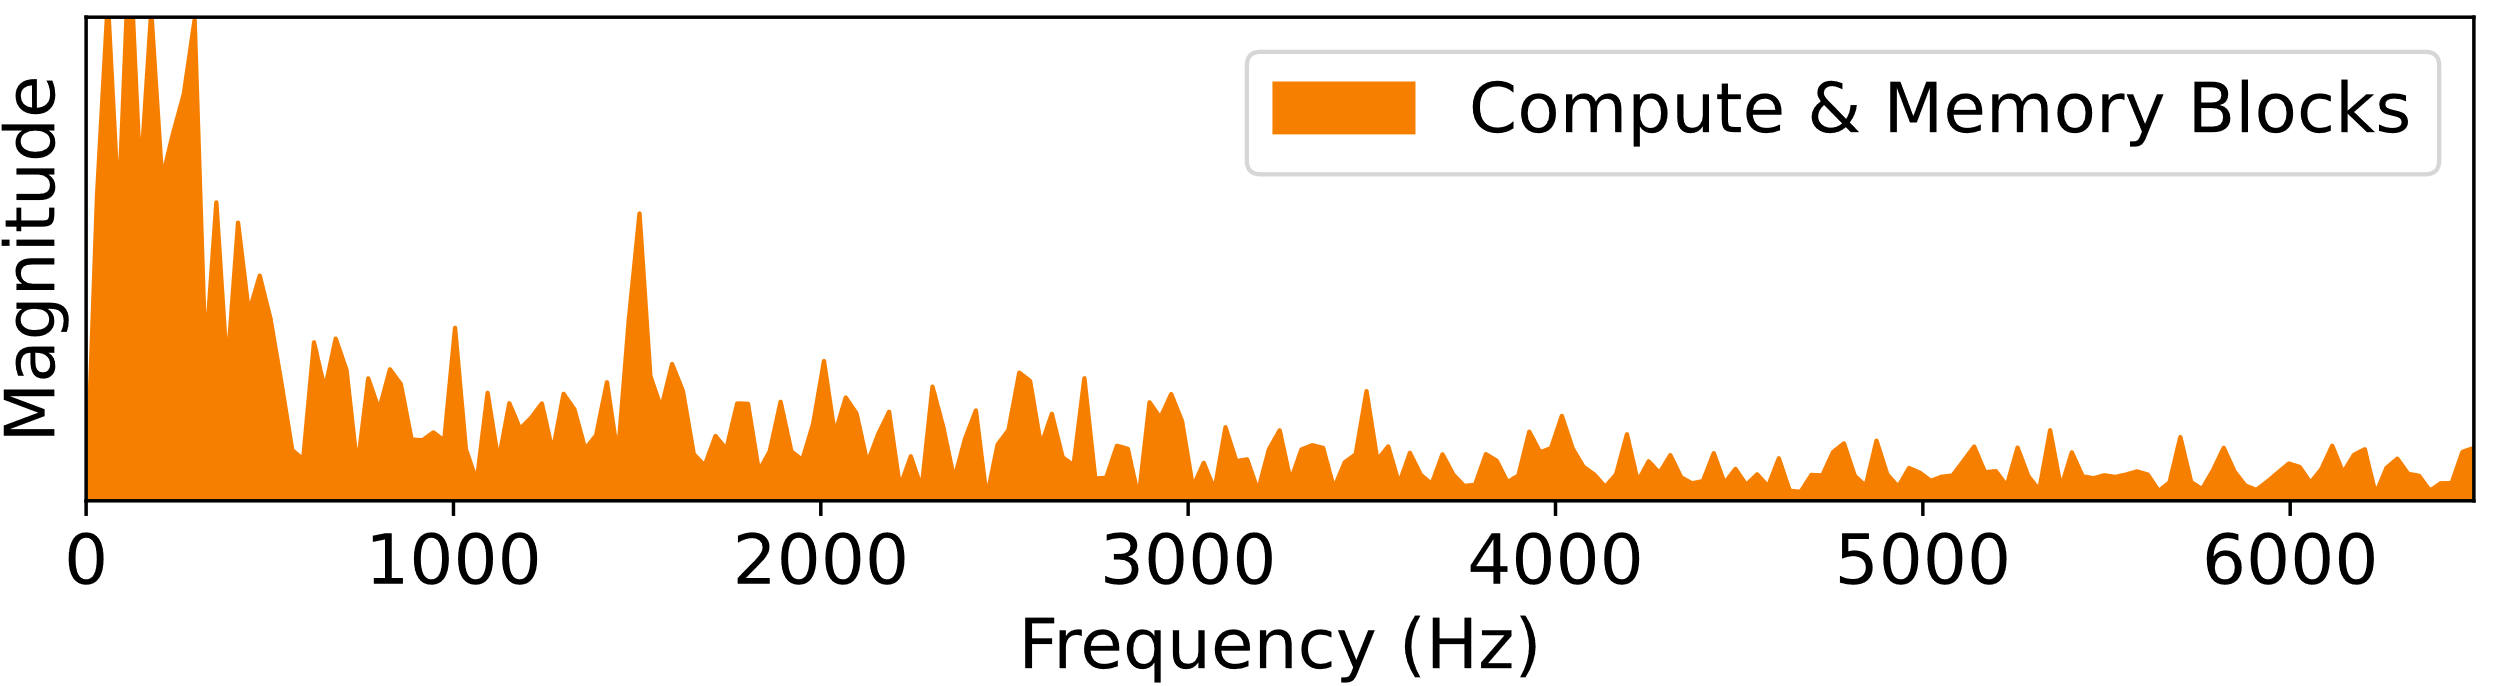 Magnitude
Compute & Memory Blocks
0 1000 2000 3000 4000 5000 6000
Frequency (Hz)